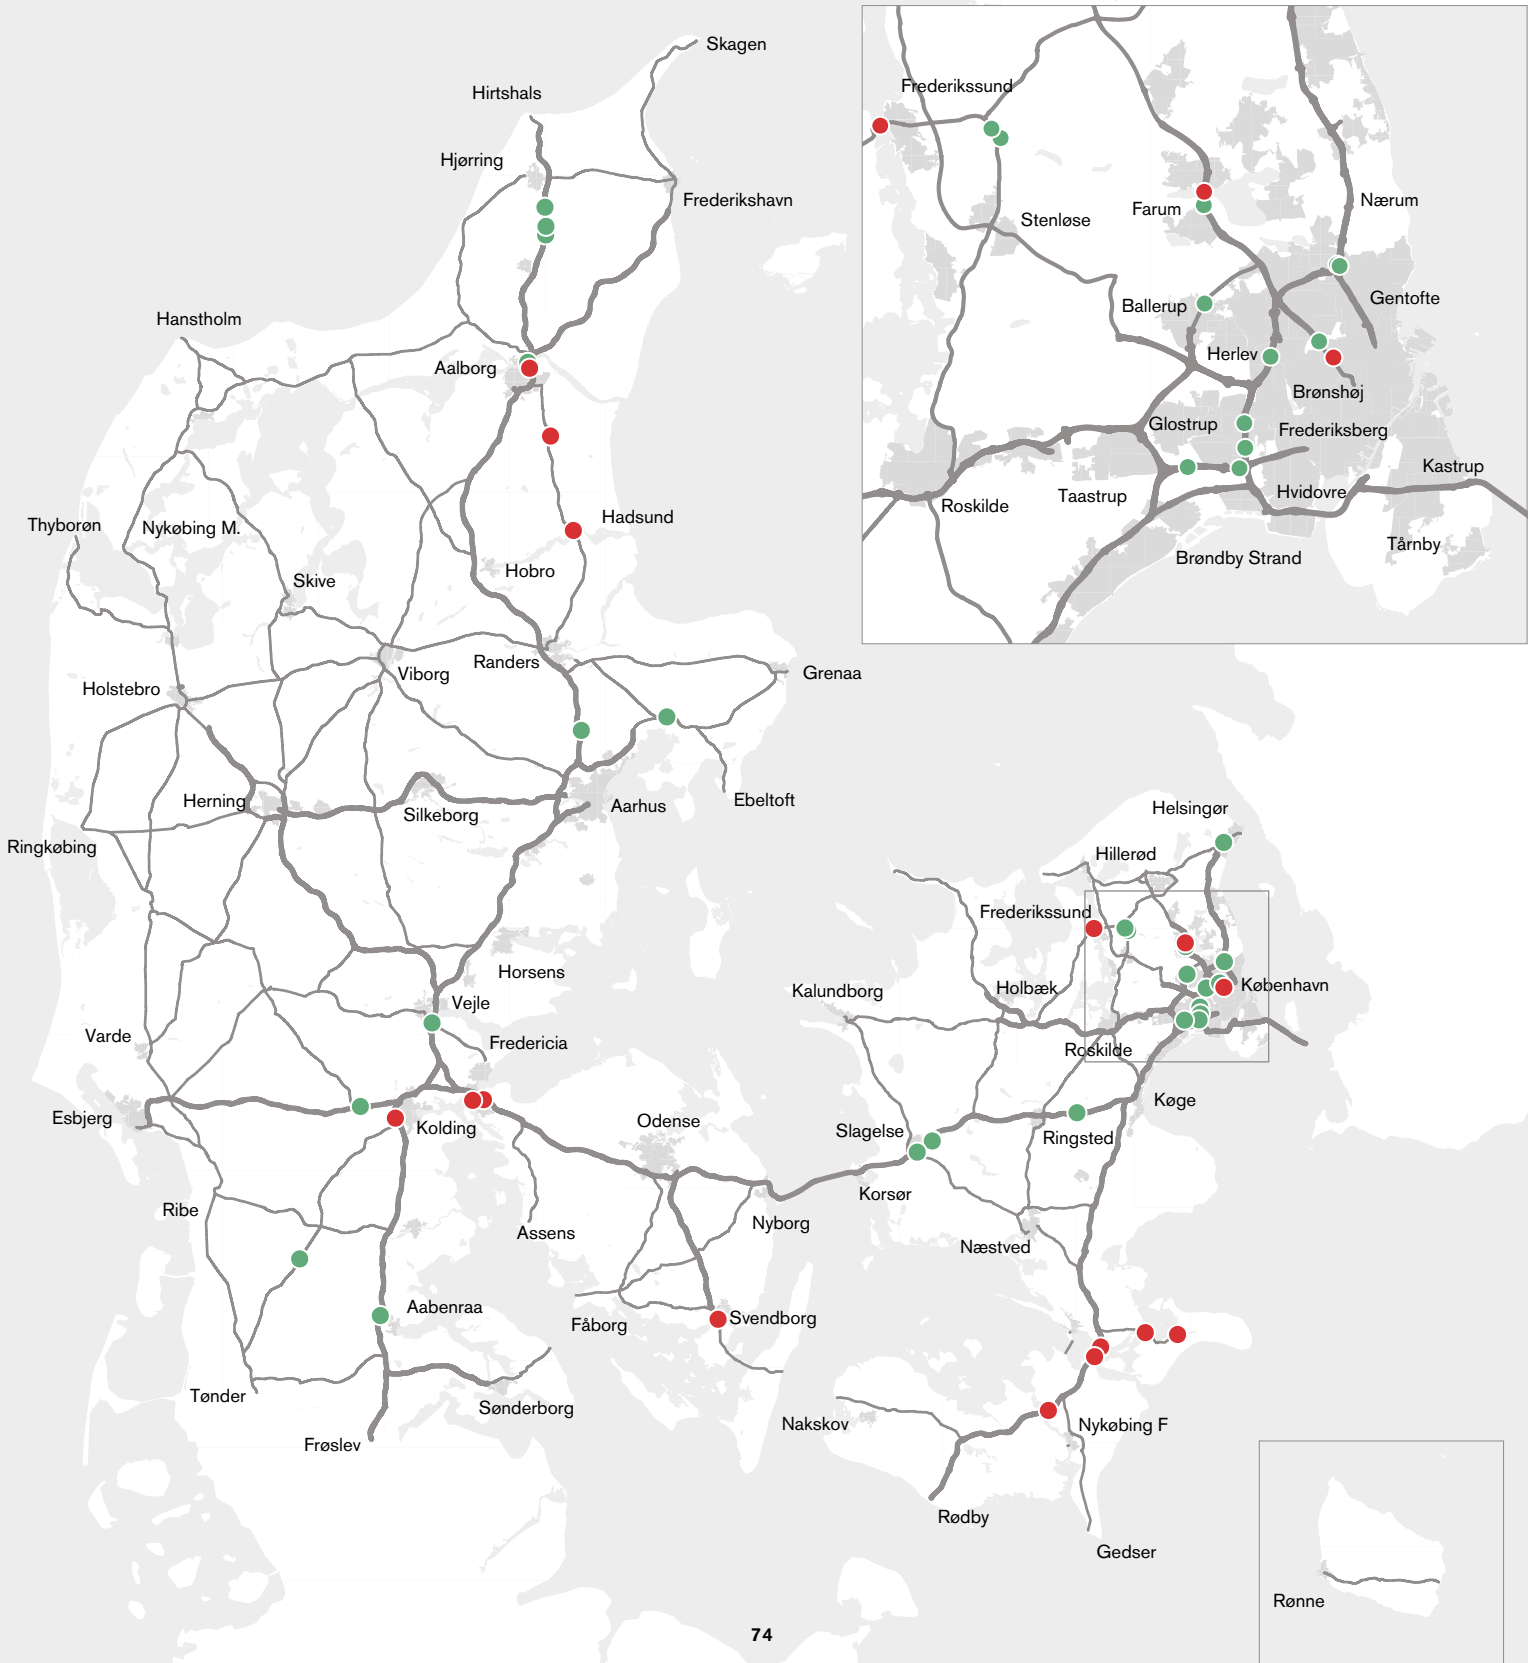 Skagen
Hirtshals
Frederikssund
Hjørring
Frederikshavn
Nærum
Farum
Stenløse
Gentofte
Ballerup
Hanstholm
Herlev
Aalborg
Brønshøj
Glostrup
Frederiksberg
Kastrup
Taastrup
Hvidovre
Roskilde
Hadsund
Thyborøn
Nykøbing M.
Tårnby
Brøndby Strand
Hobro
Skive
Randers
Viborg
Grenaa
Holstebro
Herning
Ebeltoft
Aarhus
Helsingør
Silkeborg
Ringkøbing
Hillerød
Frederikssund
Horsens
København
Holbæk
Kalundborg
Vejle
Varde
Fredericia
Roskilde
Køge
Esbjerg
Odense
Kolding
Slagelse
Ringsted
Korsør
Ribe
Nyborg
Assens
Næstved
Aabenraa
Svendborg
Fåborg
Tønder
Sønderborg
Nakskov
Nykøbing F
Frøslev
Rødby
Gedser
Rønne
74